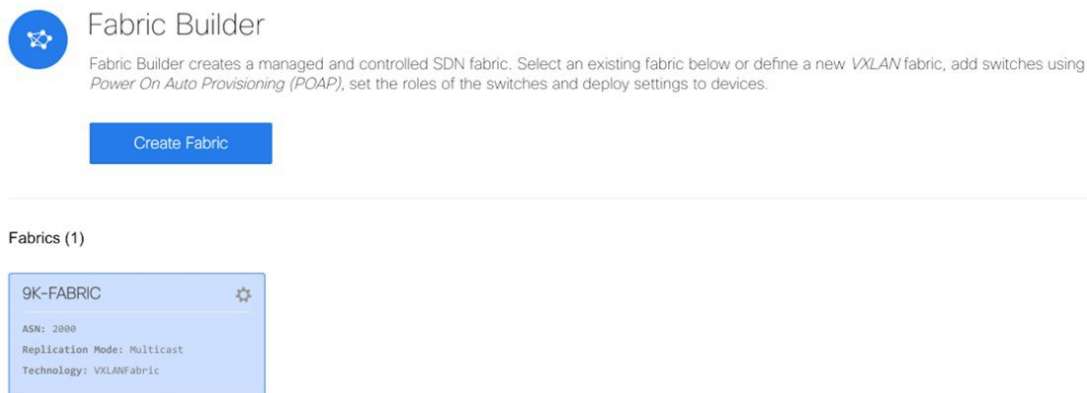 Fabric Builder
Fabric Builder creates a managed and controlled SDN fabric. Select an existing fabric below or define a new VXLAN fabric, add switches using
Power On Auto Provisioning (POAP), set the roles of the switches and deploy settings to devices.
Create Fabric
Fabrics (1)
9K-FABRIC
ASN: 2000
Replication Mode: Multicast
Technology: VXLANFabric